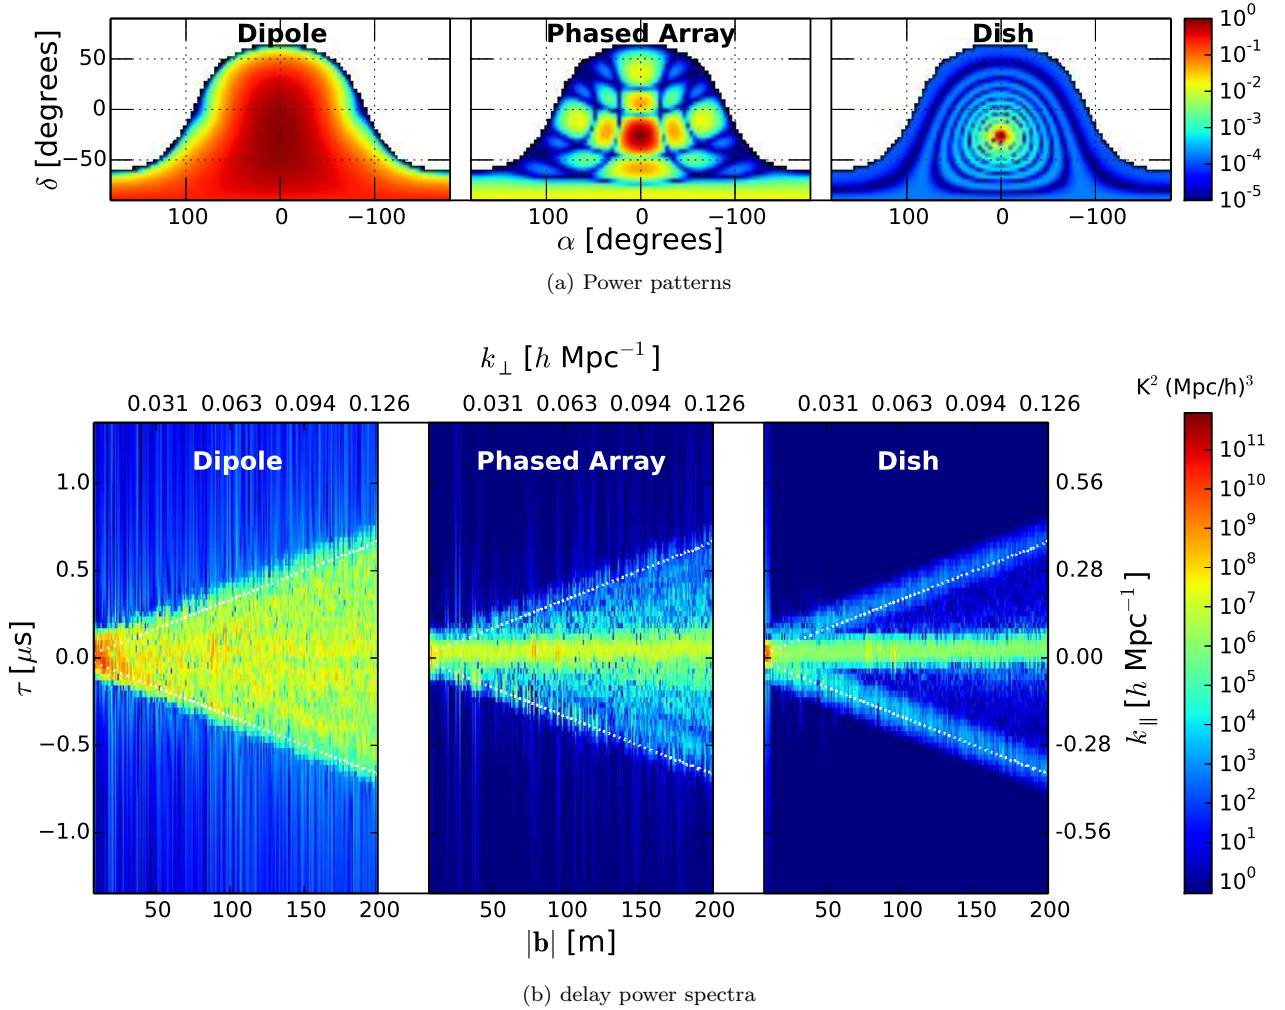 Dipole Phased Array Dish
δ [degrees]
50
0
−50
100 0 −100 100 0 −100 100 0 −100
α [degrees]
10^0
10^-1
10^-2
10^-3
10^-4
10^-5
(a) Power patterns
k⊥ [h Mpc^−1]
0.031 0.063 0.094 0.126 0.031 0.063 0.094 0.126 0.031 0.063 0.094 0.126
Dipole Phased Array Dish
τ [μs]
1.0
0.5
0.0
−0.5
−1.0
0.56
0.28
0.00
-0.28
-0.56
k∥ [h Mpc^−1]
50 100 150 200 50 100 150 200 50 100 150 200
|b| [m]
K^2 (Mpc/h)^3
10^11
10^10
10^9
10^8
10^7
10^6
10^5
10^4
10^3
10^2
10^1
10^0
(b) delay power spectra